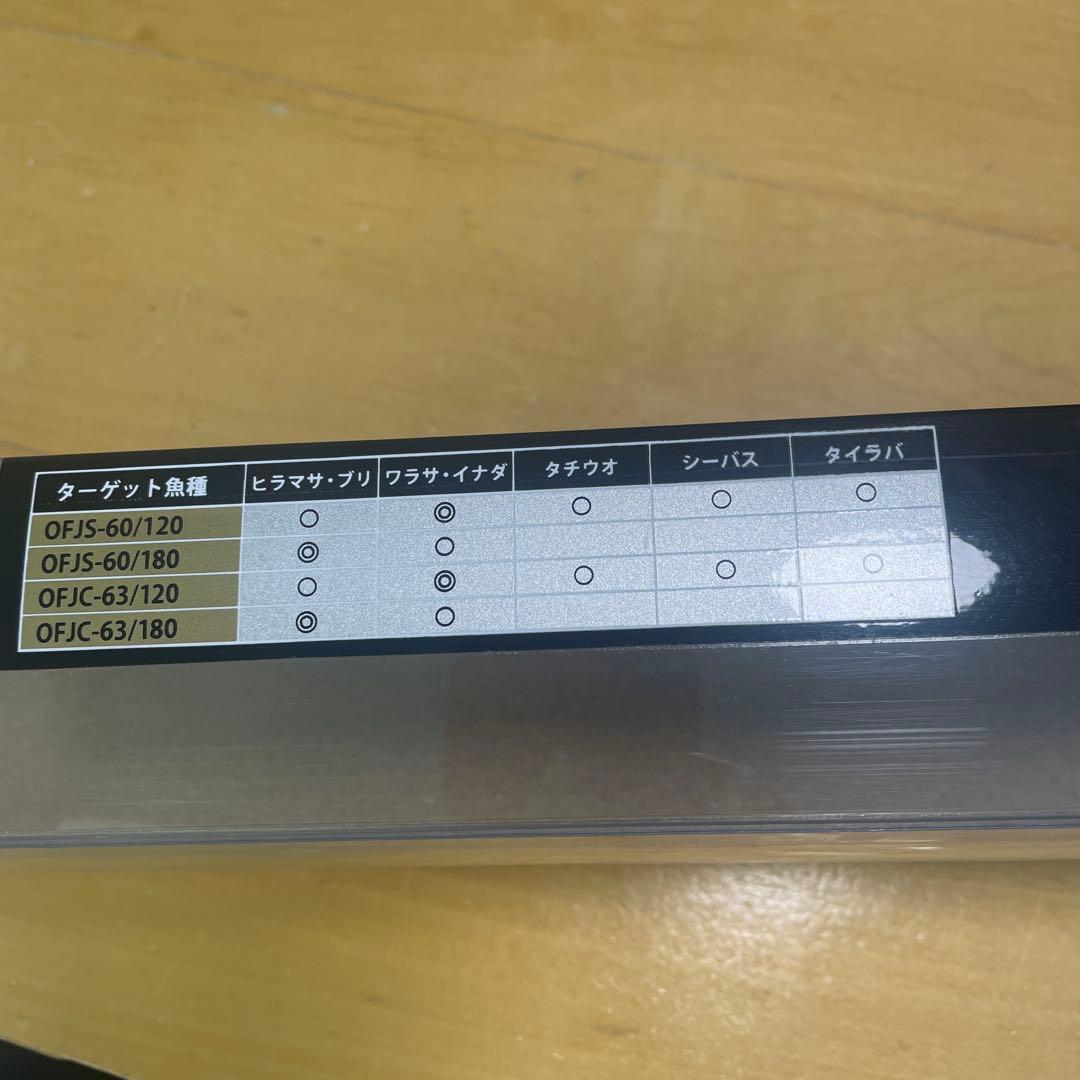 ターゲット魚種 ヒラマサ・ブリ ワラサ・イナダ タチウオ シーバス タイラバ
OFJS-60/120 ○ ◎ ○ ○ ○
OFJS-60/180 ◎ ○
OFJC-63/120 ○ ◎ ○ ○ ○
OFJC-63/180 ◎ ○